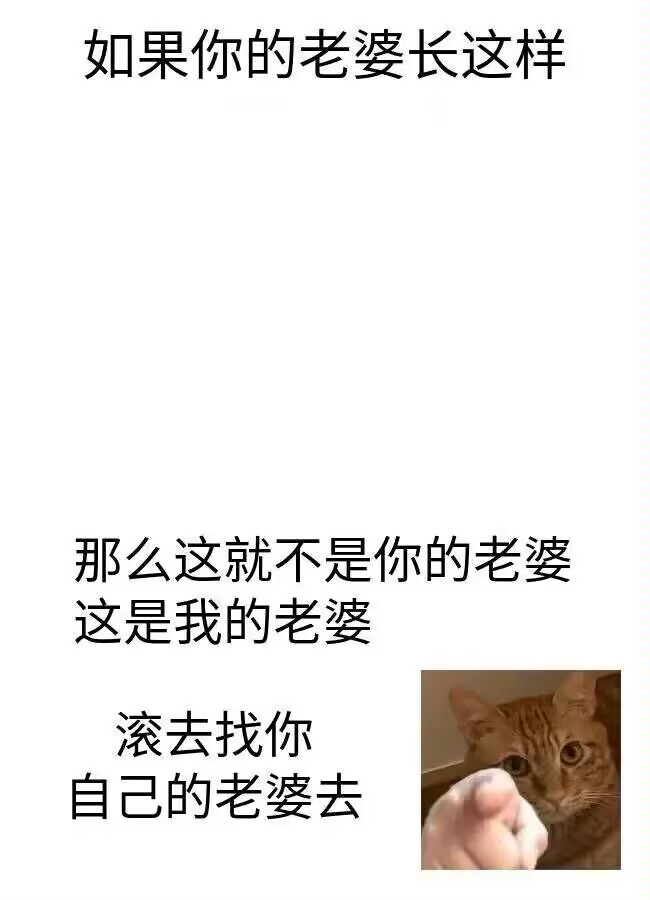 如果你的老婆长这样
那么这就不是你的老婆
这是我的老婆
滚去找你
自己的老婆去